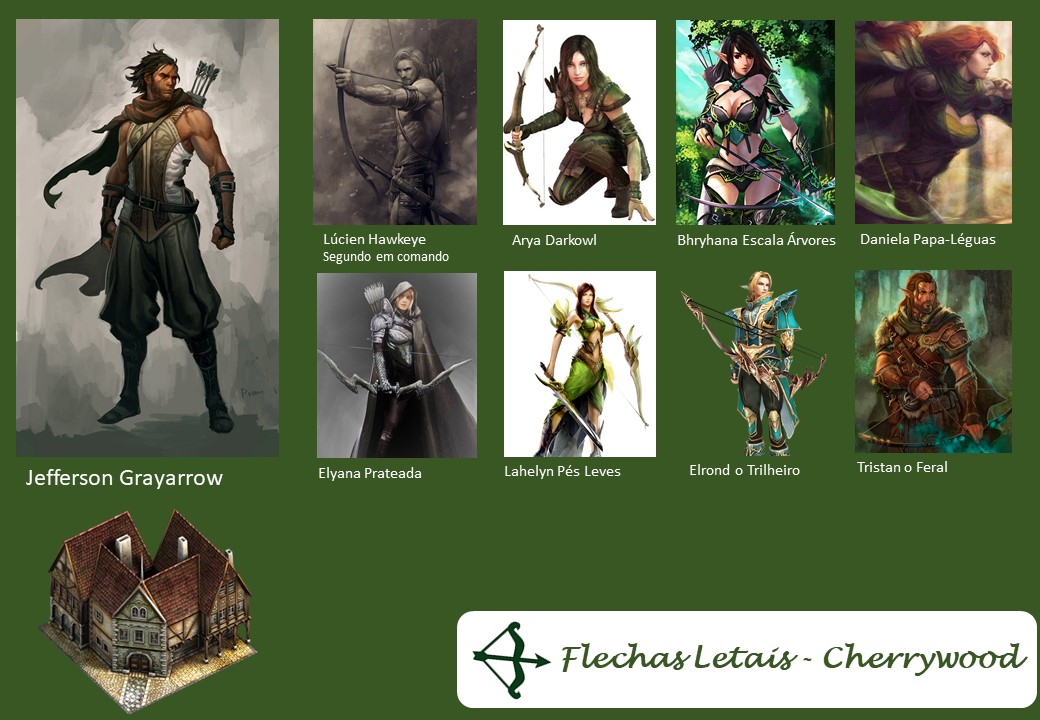 Lúcien Hawkeye
Segundo em comando
Arya Darkowl
Bhryhana Escala Árvores
Daniela Papa-Léguas
Jefferson Grayarrow
Elyana Prateada
Lahelyn Pés Leves
Elrond o Trilheiro
Tristan o Feral
Flechas Letais - Cherrywood